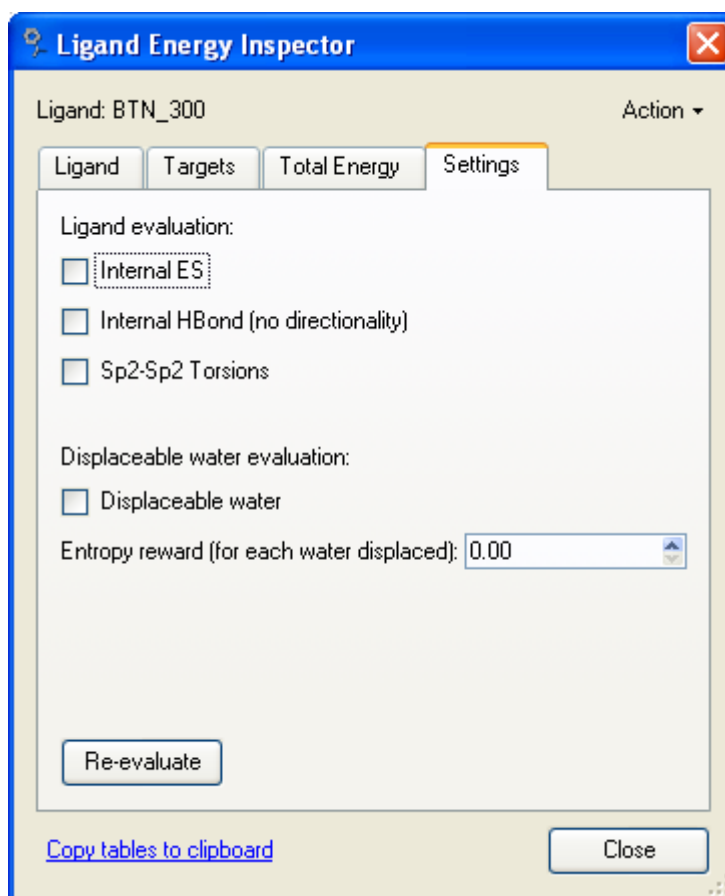 Ligand Energy Inspector
Ligand: BTN_300 Action
Ligand Targets Total Energy Settings
Ligand evaluation:
Internal ES
Internal HBond (no directionality)
Sp2-Sp2 Torsions
Displaceable water evaluation:
Displaceable water
Entropy reward (for each water displaced): 0.00
Re-evaluate
Copy tables to clipboard Close